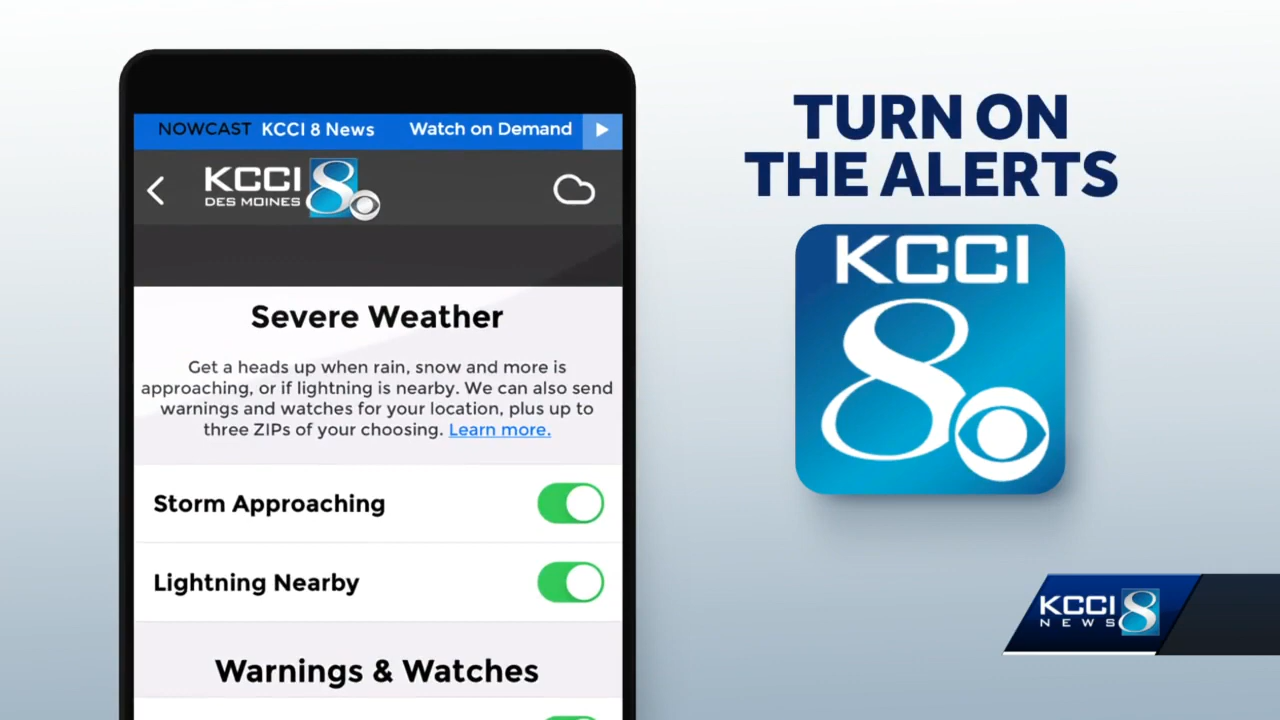 NOWCAST KCCI 8 News Watch on Demand
KCCI 8
DES MOINES
Severe Weather
Get a heads up when rain, snow and more is
approaching, or if lightning is nearby. We can also send
warnings and watches for your location, plus up to
three ZIPs of your choosing. Learn more.
Storm Approaching
Lightning Nearby
Warnings & Watches
TURN ON
THE ALERTS
KCCI
8
KCCI 8
NEWS